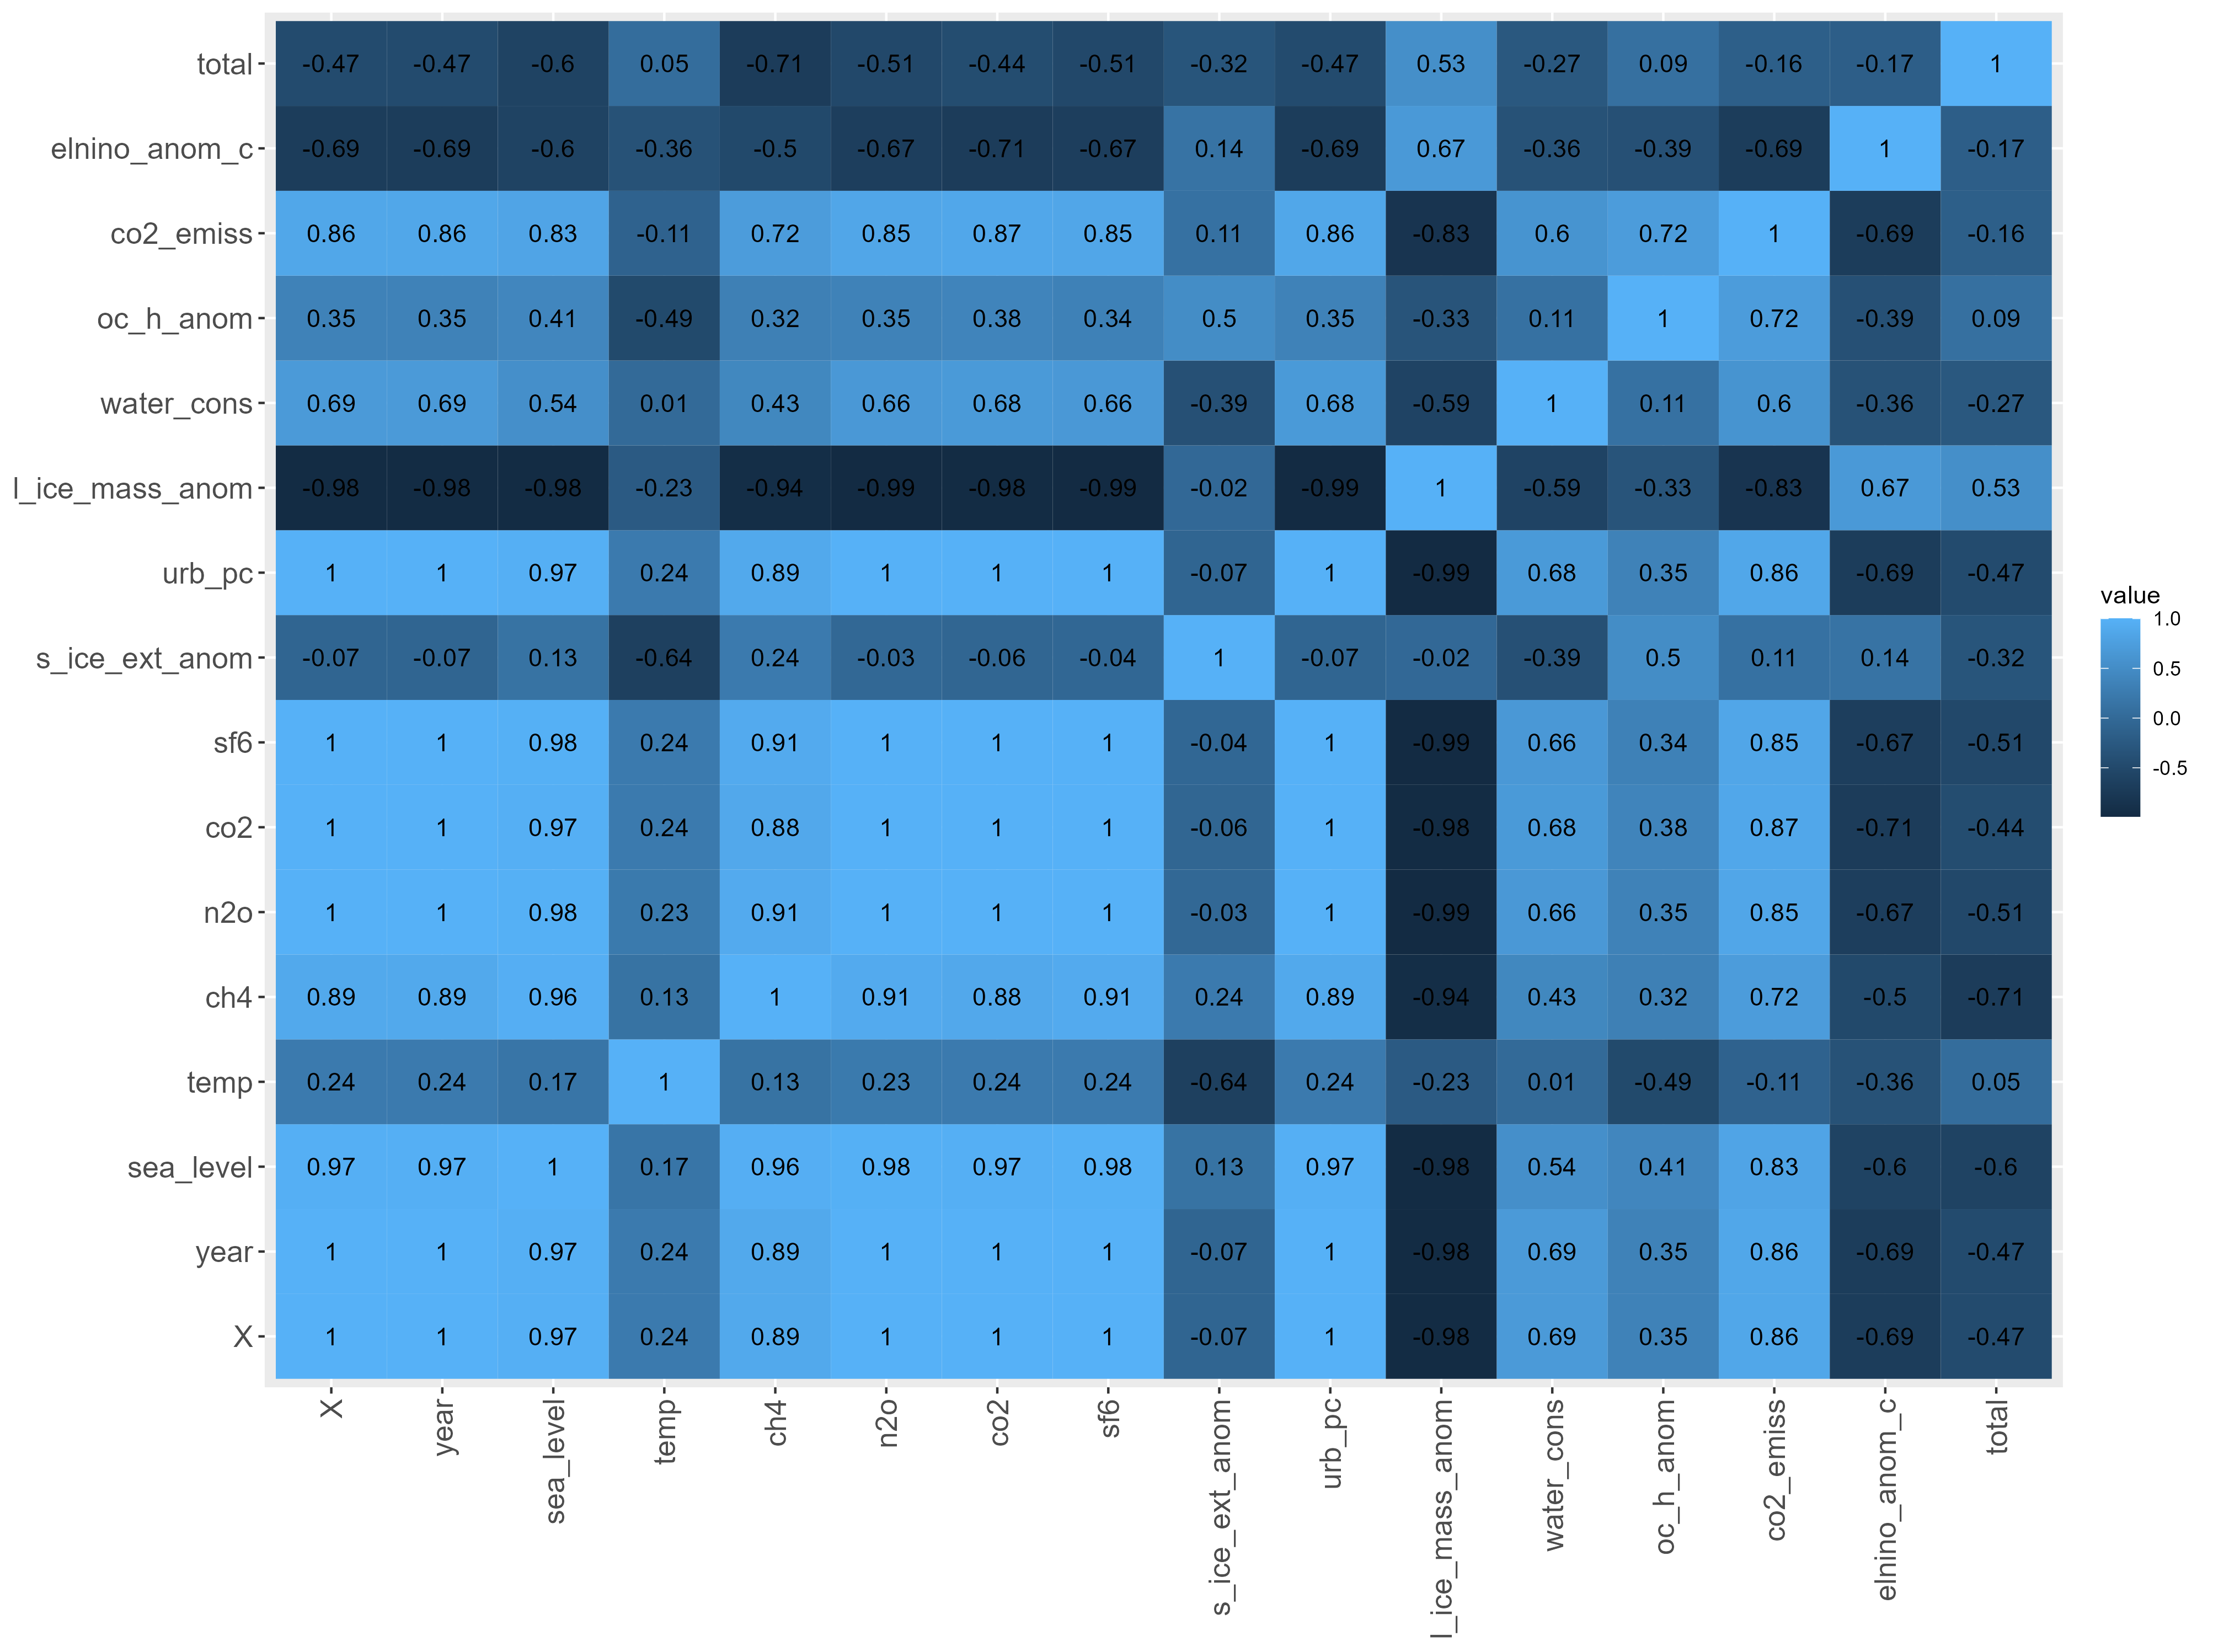 total -0.47 -0.47 -0.6 0.05 -0.71 -0.51 -0.44 -0.51 -0.32 -0.47 0.53 -0.27 0.09 -0.16 -0.17 1
elnino_anom_c -0.69 -0.69 -0.6 -0.36 -0.5 -0.67 -0.71 -0.67 0.14 -0.69 0.67 -0.36 -0.39 -0.69 1 -0.17
co2_emiss 0.86 0.86 0.83 -0.11 0.72 0.85 0.87 0.85 0.11 0.86 -0.83 0.6 0.72 1 -0.69 -0.16
oc_h_anom 0.35 0.35 0.41 -0.49 0.32 0.35 0.38 0.34 0.5 0.35 -0.33 0.11 1 0.72 -0.39 0.09
water_cons 0.69 0.69 0.54 0.01 0.43 0.66 0.68 0.66 -0.39 0.68 -0.59 1 0.11 0.6 -0.36 -0.27
l_ice_mass_anom -0.98 -0.98 -0.98 -0.23 -0.94 -0.99 -0.98 -0.99 -0.02 -0.99 1 -0.59 -0.33 -0.83 0.67 0.53
urb_pc 1 1 0.97 0.24 0.89 1 1 1 -0.07 1 -0.99 0.68 0.35 0.86 -0.69 -0.47
s_ice_ext_anom -0.07 -0.07 0.13 -0.64 0.24 -0.03 -0.06 -0.04 1 -0.07 -0.02 -0.39 0.5 0.11 0.14 -0.32
sf6 1 1 0.98 0.24 0.91 1 1 1 -0.04 1 -0.99 0.66 0.34 0.85 -0.67 -0.51
co2 1 1 0.97 0.24 0.88 1 1 1 -0.06 1 -0.98 0.68 0.38 0.87 -0.71 -0.44
n2o 1 1 0.98 0.23 0.91 1 1 1 -0.03 1 -0.99 0.66 0.35 0.85 -0.67 -0.51
ch4 0.89 0.89 0.96 0.13 1 0.91 0.88 0.91 0.24 0.89 -0.94 0.43 0.32 0.72 -0.5 -0.71
temp 0.24 0.24 0.17 1 0.13 0.23 0.24 0.24 -0.64 0.24 -0.23 0.01 -0.49 -0.11 -0.36 0.05
sea_level 0.97 0.97 1 0.17 0.96 0.98 0.97 0.98 0.13 0.97 -0.98 0.54 0.41 0.83 -0.6 -0.6
year 1 1 0.97 0.24 0.89 1 1 1 -0.07 1 -0.98 0.69 0.35 0.86 -0.69 -0.47
X 1 1 0.97 0.24 0.89 1 1 1 -0.07 1 -0.98 0.69 0.35 0.86 -0.69 -0.47
X year sea_level temp ch4 n2o co2 sf6 s_ice_ext_anom urb_pc l_ice_mass_anom water_cons oc_h_anom co2_emiss elnino_anom_c total
value
1.0
0.5
0.0
-0.5